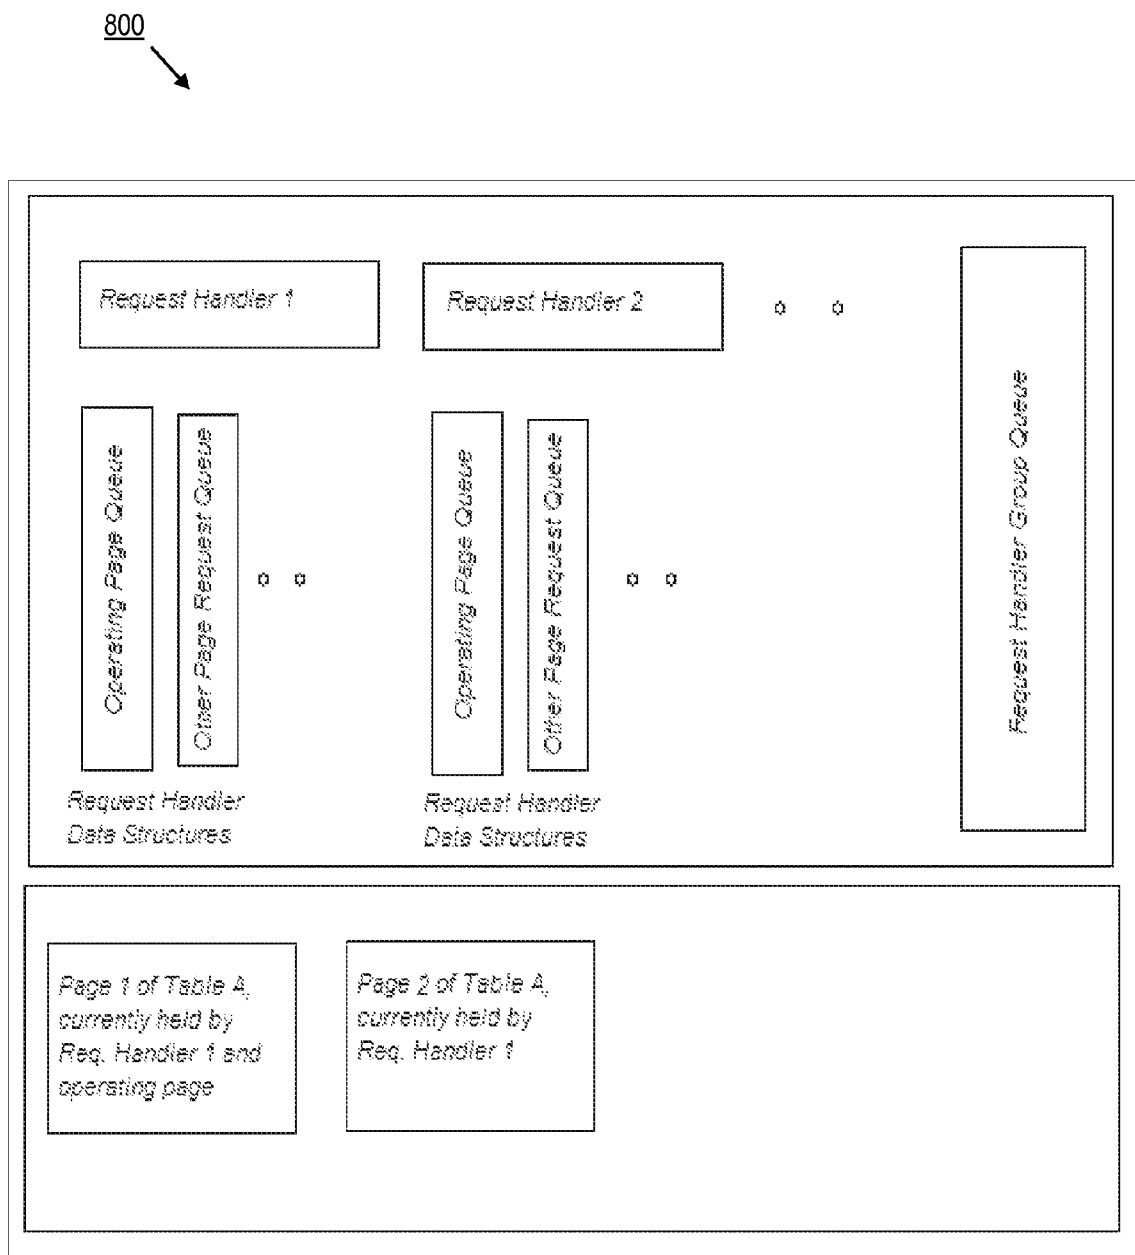 800
Request Handler 1
Request Handler 2
Operating Page Queue
Other Page Request Queue
Operating Page Queue
Other Page Request Queue
Request Handler Group Queue
Request Handler
Data Structures
Request Handler
Data Structures
Page 1 of Table A,
currently held by
Req. Handler 1 and
operating page
Page 2 of Table A,
currently held by
Req. Handler 1